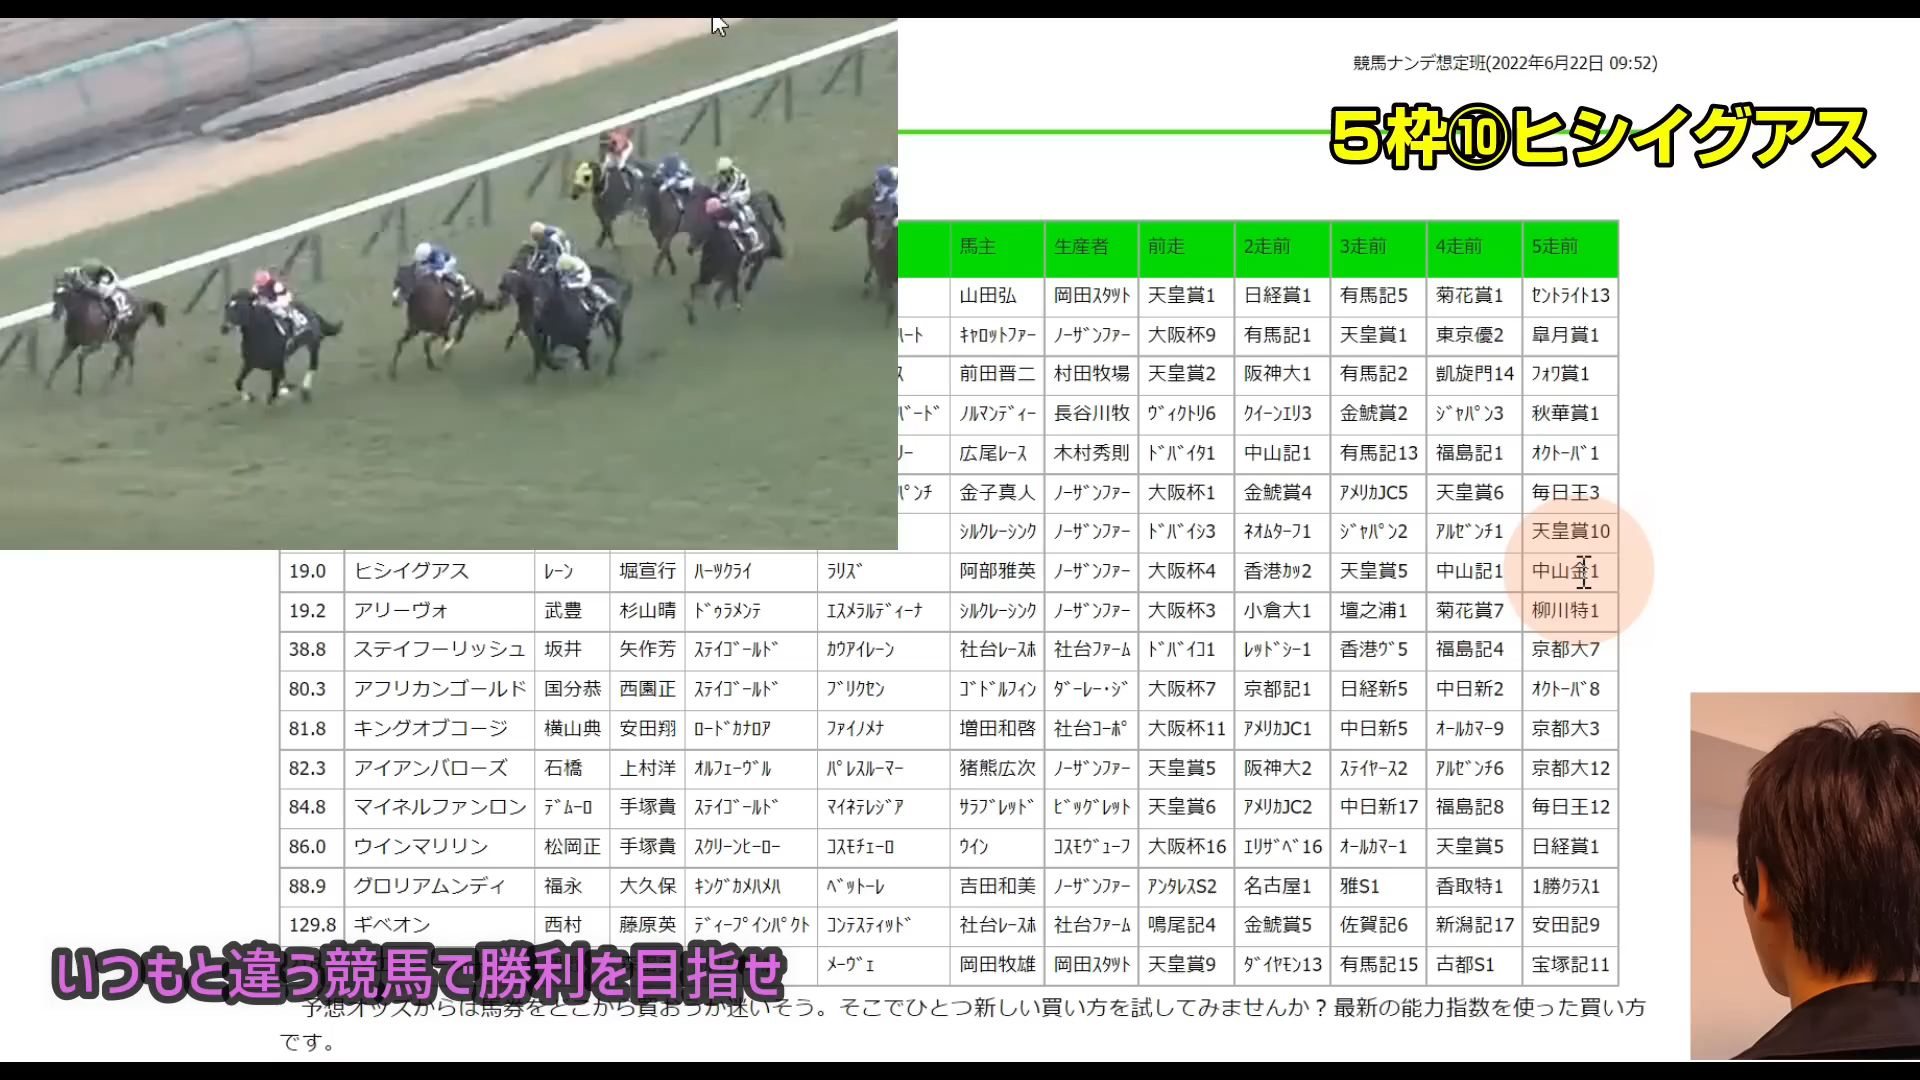 競馬ナンデ想定班(2022年6月22日 09:52)
5枠⑩ヒシイグアス
馬主 生産者 前走 2走前 3走前 4走前 5走前
山田弘 岡田ｽﾀｯﾄ 天皇賞1 日経賞1 有馬記5 菊花賞1 ｾﾝﾄﾗｲﾄ13
ﾊｰﾄ ｷｬﾛｯﾄﾌｧｰ ﾉｰｻﾞﾝﾌｧｰ 大阪杯9 有馬記1 天皇賞1 東京優2 皐月賞1
ｽ 前田晋二 村田牧場 天皇賞2 阪神大1 有馬記2 凱旋門14 ﾌｫﾜ賞1
ﾊﾞｰﾄﾞ ﾉﾙﾏﾝﾃﾞｨｰ 長谷川牧 ｳﾞｨｸﾄﾘ6 ｸｲｰﾝｴﾘ3 金鯱賞2 ｼﾞｬﾊﾟﾝ3 秋華賞1
ﾘｰ 広尾ﾚｰｽ 木村秀則 ﾄﾞﾊﾞｲﾀ1 中山記1 有馬記13 福島記1 ｵｸﾄｰﾊﾞ1
ﾊﾟﾝﾁ 金子真人 ﾉｰｻﾞﾝﾌｧｰ 大阪杯1 金鯱賞4 ｱﾒﾘｶJC5 天皇賞6 毎日王3
ｼﾙｸﾚｰｼﾝｸ ﾉｰｻﾞﾝﾌｧｰ ﾄﾞﾊﾞｲｼ3 ﾈｵﾑﾀｰﾌ1 ｼﾞｬﾊﾟﾝ2 ｱﾙｾﾞﾝﾁ1 天皇賞10
19.0 ヒシイグアス ﾚｰﾝ 堀宣行 ﾊｰﾂｸﾗｲ ﾗﾘｽﾞ 阿部雅英 ﾉｰｻﾞﾝﾌｧｰ 大阪杯4 香港ｶｯ2 天皇賞5 中山記1 中山金1
19.2 アリーヴォ 武豊 杉山晴 ﾄﾞｩﾗﾒﾝﾃ ｴｽﾒﾗﾙﾃﾞｨｰﾅ ｼﾙｸﾚｰｼﾝｸ ﾉｰｻﾞﾝﾌｧｰ 大阪杯3 小倉大1 壇之浦1 菊花賞7 柳川特1
38.8 ステイフーリッシュ 坂井 矢作芳 ｽﾃｲｺﾞｰﾙﾄﾞ ｶｳｱｲﾚｰﾝ 社台ﾚｰｽﾎ 社台ﾌｧｰﾑ ﾄﾞﾊﾞｲｺ1 ﾚｯﾄﾞｼｰ1 香港ｳﾞ5 福島記4 京都大7
80.3 アフリカンゴールド 国分恭 西園正 ｽﾃｲｺﾞｰﾙﾄﾞ ﾌﾞﾘｸｾﾝ ｺﾞﾄﾞﾙﾌｨﾝ ﾀﾞｰﾚｰ･ｼﾞ 大阪杯7 京都記1 日経新5 中日新2 ｵｸﾄｰﾊﾞ8
81.8 キングオブコージ 横山典 安田翔 ﾛｰﾄﾞｶﾅﾛｱ ﾌｧｲﾉﾒﾅ 増田和啓 社台ｺｰﾎﾟ 大阪杯11 ｱﾒﾘｶJC1 中日新5 ｵｰﾙｶﾏｰ9 京都大3
82.3 アイアンバローズ 石橋 上村洋 ｵﾙﾌｪｰｳﾞﾙ ﾊﾟﾚｽﾙｰﾏｰ 猪熊広次 ﾉｰｻﾞﾝﾌｧｰ 天皇賞5 阪神大2 ｽﾃｲﾔｰｽ2 ｱﾙｾﾞﾝﾁ6 京都大12
84.8 マイネルファンロン ﾃﾞﾑｰﾛ 手塚貴 ｽﾃｲｺﾞｰﾙﾄﾞ ﾏｲﾈﾃﾚｼﾞｱ ｻﾗﾌﾞﾚｯﾄﾞ ﾋﾞｯｸﾞﾚｯﾄ 天皇賞6 ｱﾒﾘｶJC2 中日新17 福島記8 毎日王12
86.0 ウインマリリン 松岡正 手塚貴 ｽｸﾘｰﾝﾋｰﾛｰ ｺｽﾓﾁｪｰﾛ ｳｲﾝ ｺｽﾓｳﾞｭｰﾌ 大阪杯16 ｴﾘｻﾞﾍﾞ16 ｵｰﾙｶﾏｰ1 天皇賞5 日経賞1
88.9 グロリアムンディ 福永 大久保 ｷﾝｸﾞｶﾒﾊﾒﾊ ﾍﾞｯﾄｰﾚ 吉田和美 ﾉｰｻﾞﾝﾌｧｰ ｱﾝﾀﾚｽS2 名古屋1 雅S1 香取特1 1勝ｸﾗｽ1
129.8 ギベオン 西村 藤原英 ﾃﾞｨｰﾌﾟｲﾝﾊﾟｸﾄ ｺﾝﾃｽﾃｨｯﾄﾞ 社台ﾚｰｽﾎ 社台ﾌｧｰﾑ 鳴尾記4 金鯱賞5 佐賀記6 新潟記17 安田記9
ﾒｰｳﾞｪ 岡田牧雄 岡田ｽﾀｯﾄ 天皇賞9 ﾀﾞｲﾔﾓﾝ13 有馬記15 古都S1 宝塚記11
いつもと違う競馬で勝利を目指せ
予想オッズからは馬券をどこから買おうか迷いそう。そこでひとつ新しい買い方を試してみませんか？最新の能力指数を使った買い方
です。